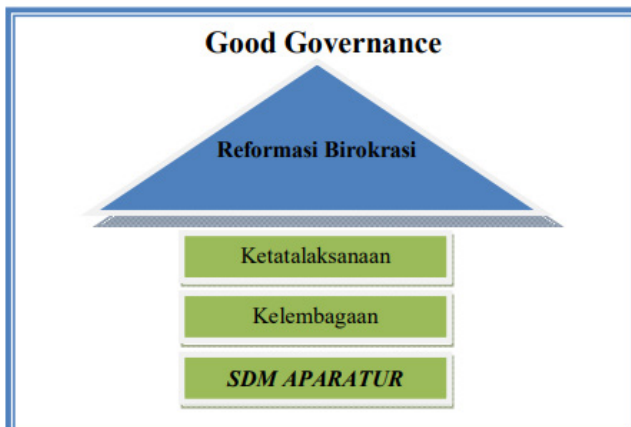 Good Governance
Reformasi Birokrasi
Ketatalaksanaan
Kelembagaan
SDM APARATUR